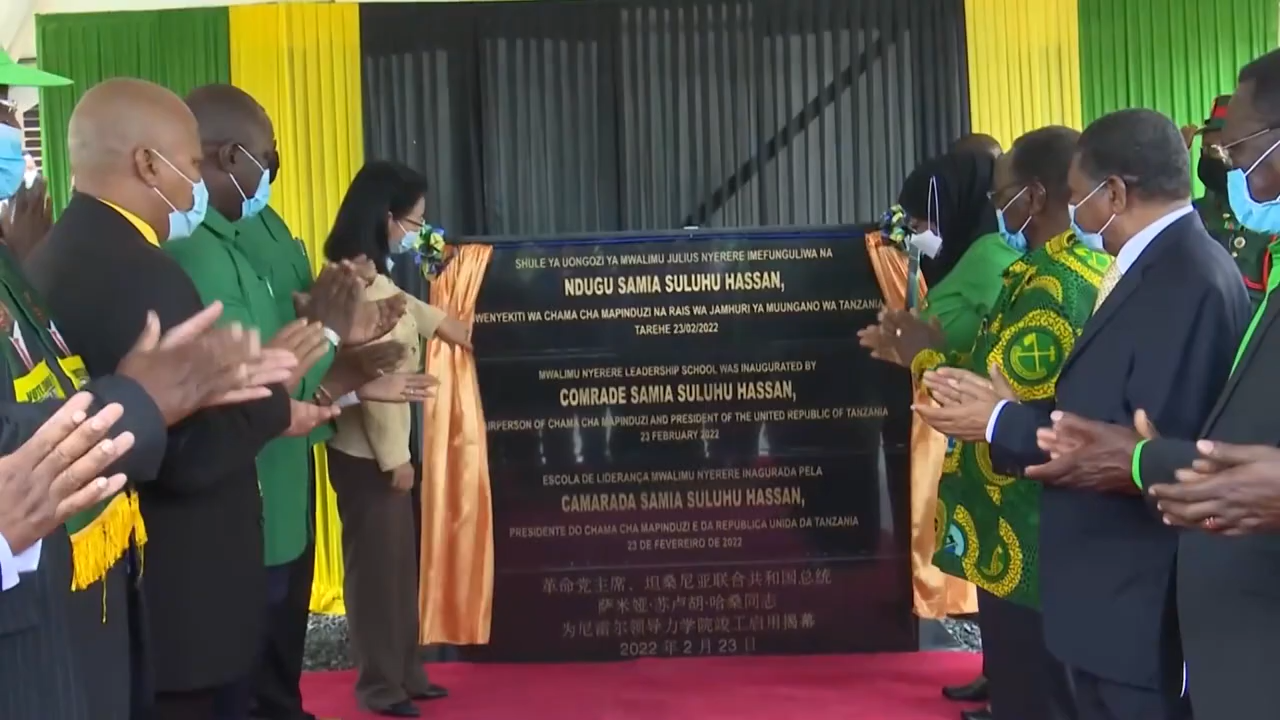 SHULE YA UONGOZI YA MWALIMU JULIUS NYERERE IMEFUNGULIWA NA
NDUGU SAMIA SULUHU HASSAN,
WENYEKITI WA CHAMA CHA MAPINDUZI NA RAIS WA JAMHURI YA MUUNGANO WA TANZANIA
TAREHE 23/02/2022
MWALIMU NYERERE LEADERSHIP SCHOOL WAS INAUGURATED BY
COMRADE SAMIA SULUHU HASSAN,
AIRPERSON OF CHAMA CHA MAPINDUZI AND PRESIDENT OF THE UNITED REPUBLIC OF TANZANIA
23 FEBRUARY 2022
ESCOLA DE LIDERANÇA MWALIMU NYERERE INAGURADA PELA
CAMARADA SAMIA SULUHU HASSAN,
PRESIDENTE DO CHAMA CHA MAPINDUZI E DA REPUBLICA UNIDA DA TANZANIA
23 DE FEVEREIRO DE 2022
革命党主席、坦桑尼亚联合共和国总统
萨米娅·苏卢胡·哈桑同志
为尼雷尔领导力学院竣工启用揭幕
2022 年 2 月 23 日